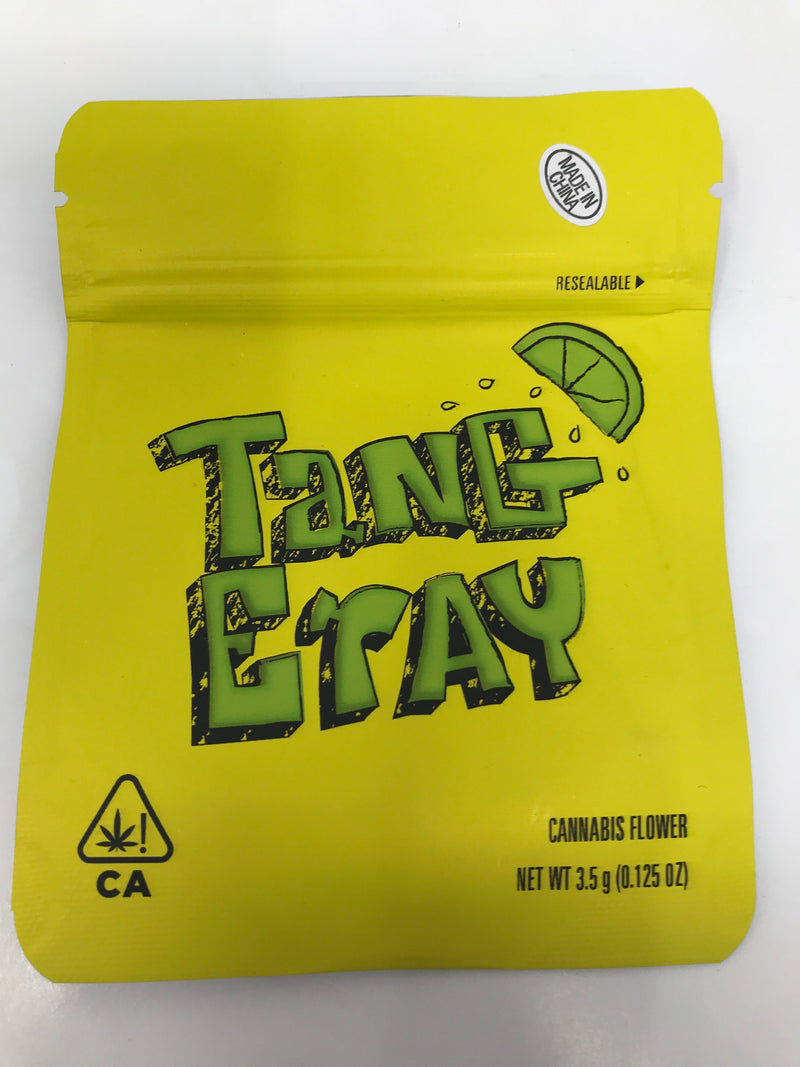 MADE IN
CHINA
RESEALABLE
TanG
ErAY
CA
CANNABIS FLOWER
NET WT 3.5 g (0.125 OZ)